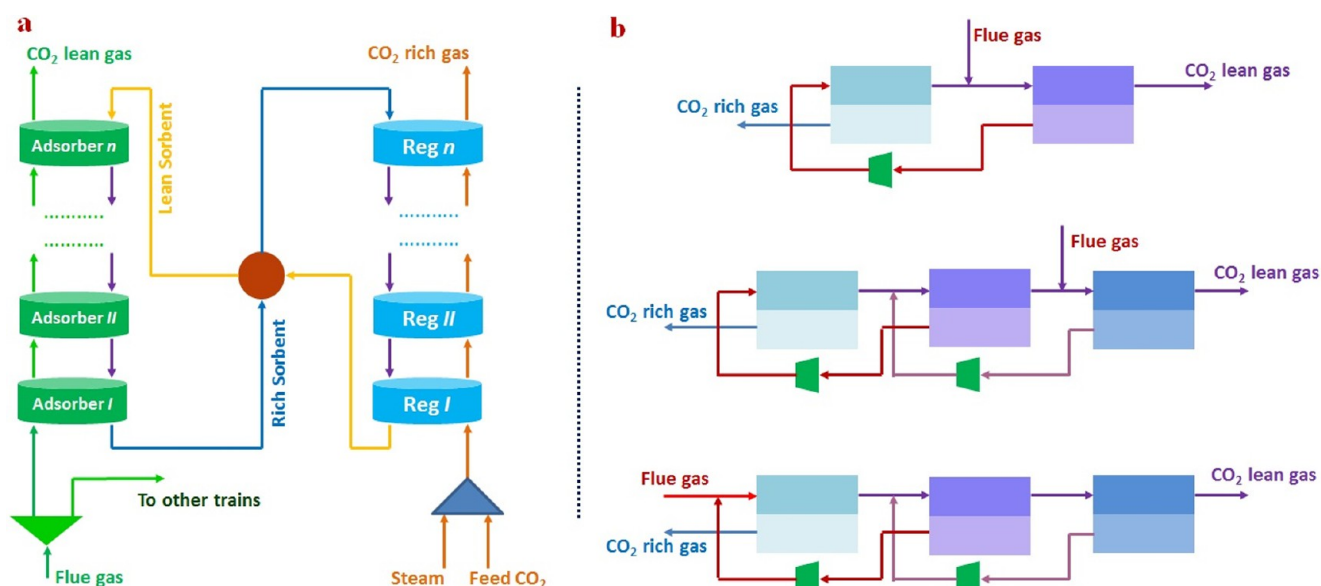 a
CO₂ lean gas
CO₂ rich gas
Adsorber n
Reg n
Lean Sorbent
Adsorber II
Reg II
Rich Sorbent
Adsorber I
Reg I
To other trains
Flue gas
Steam
Feed CO₂
b
Flue gas
CO₂ lean gas
CO₂ rich gas
Flue gas
CO₂ lean gas
CO₂ rich gas
Flue gas
CO₂ lean gas
CO₂ rich gas